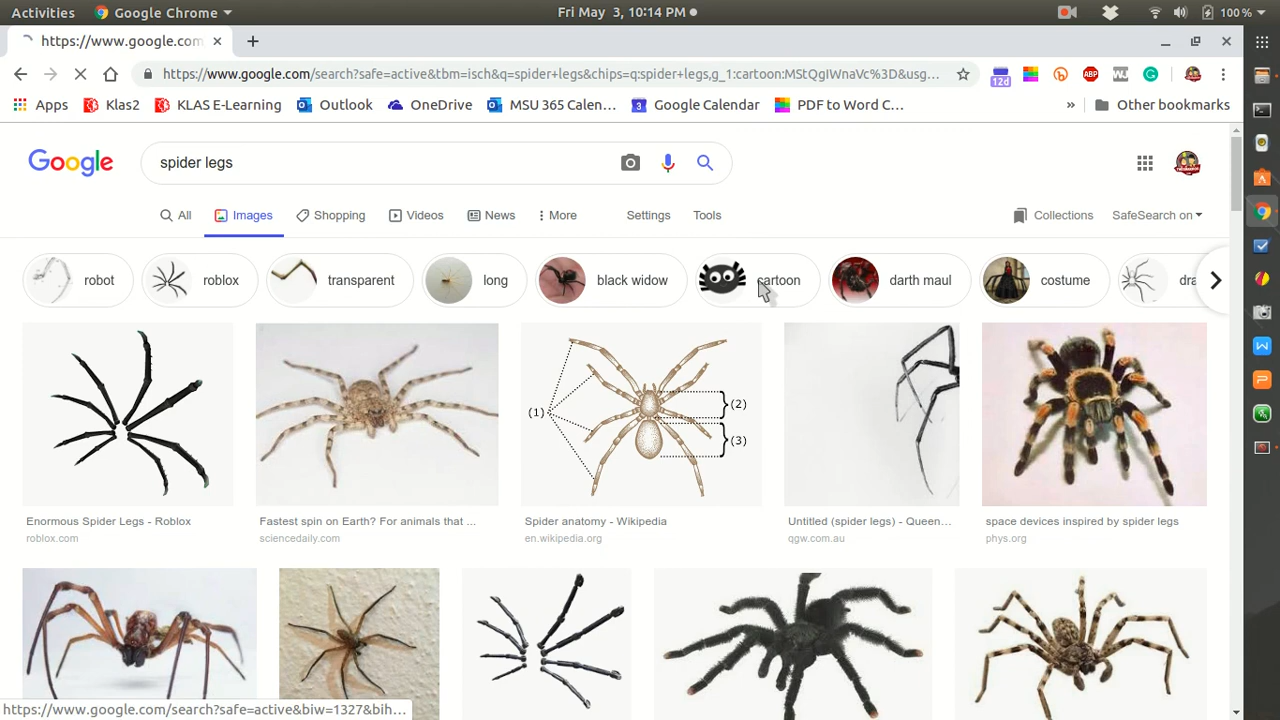 Activities Google Chrome Fri May 3, 10:14 PM 100 %
https://www.google.com
https://www.google.com/search?safe=active&tbm=isch&q=spider+legs&chips=q:spider+legs,g_1:cartoon:MStQgIWnaVc%3D&usg... 12d ABP
Apps Klas2 KLAS E-Learning Outlook OneDrive MSU 365 Calen... 3 Google Calendar PDF to Word C... » Other bookmarks
Google spider legs
All Images Shopping Videos News More Settings Tools Collections SafeSearch on
robot roblox transparent long black widow cartoon darth maul costume dra
(1) (2)
(3)
Enormous Spider Legs - Roblox Fastest spin on Earth? For animals that ... Spider anatomy - Wikipedia Untitled (spider legs) - Queen... space devices inspired by spider legs
roblox.com sciencedaily.com en.wikipedia.org qgw.com.au phys.org
https://www.google.com/search?safe=active&biw=1327&bih...